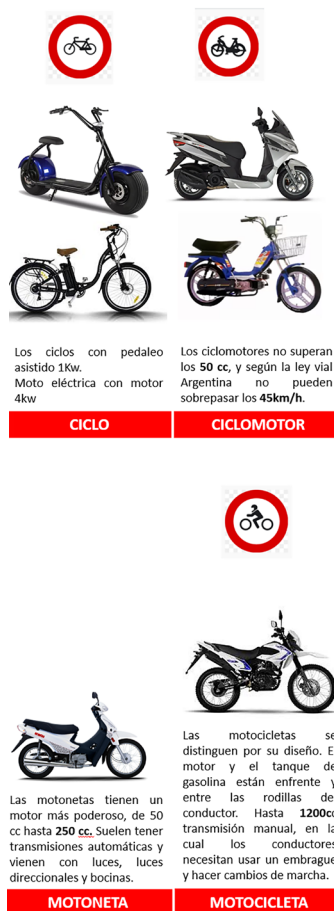 Los ciclos con pedaleo
asistido 1Kw.
Moto eléctrica con motor
4kw
Los ciclomotores no superan
los 50 cc, y según la ley vial
Argentina no pueden
sobrepasar los 45km/h.
CICLO
CICLOMOTOR
Las motonetas tienen un
motor más poderoso, de 50
cc hasta 250 cc. Suelen tener
transmisiones automáticas y
vienen con luces, luces
direccionales y bocinas.
Las motocicletas se
distinguen por su diseño. E
motor y el tanque de
gasolina están enfrente y
entre las rodillas de
conductor. Hasta 1200cc
transmisión manual, en la
cual los conductores
necesitan usar un embrague
y hacer cambios de marcha.
MOTONETA
MOTOCICLETA